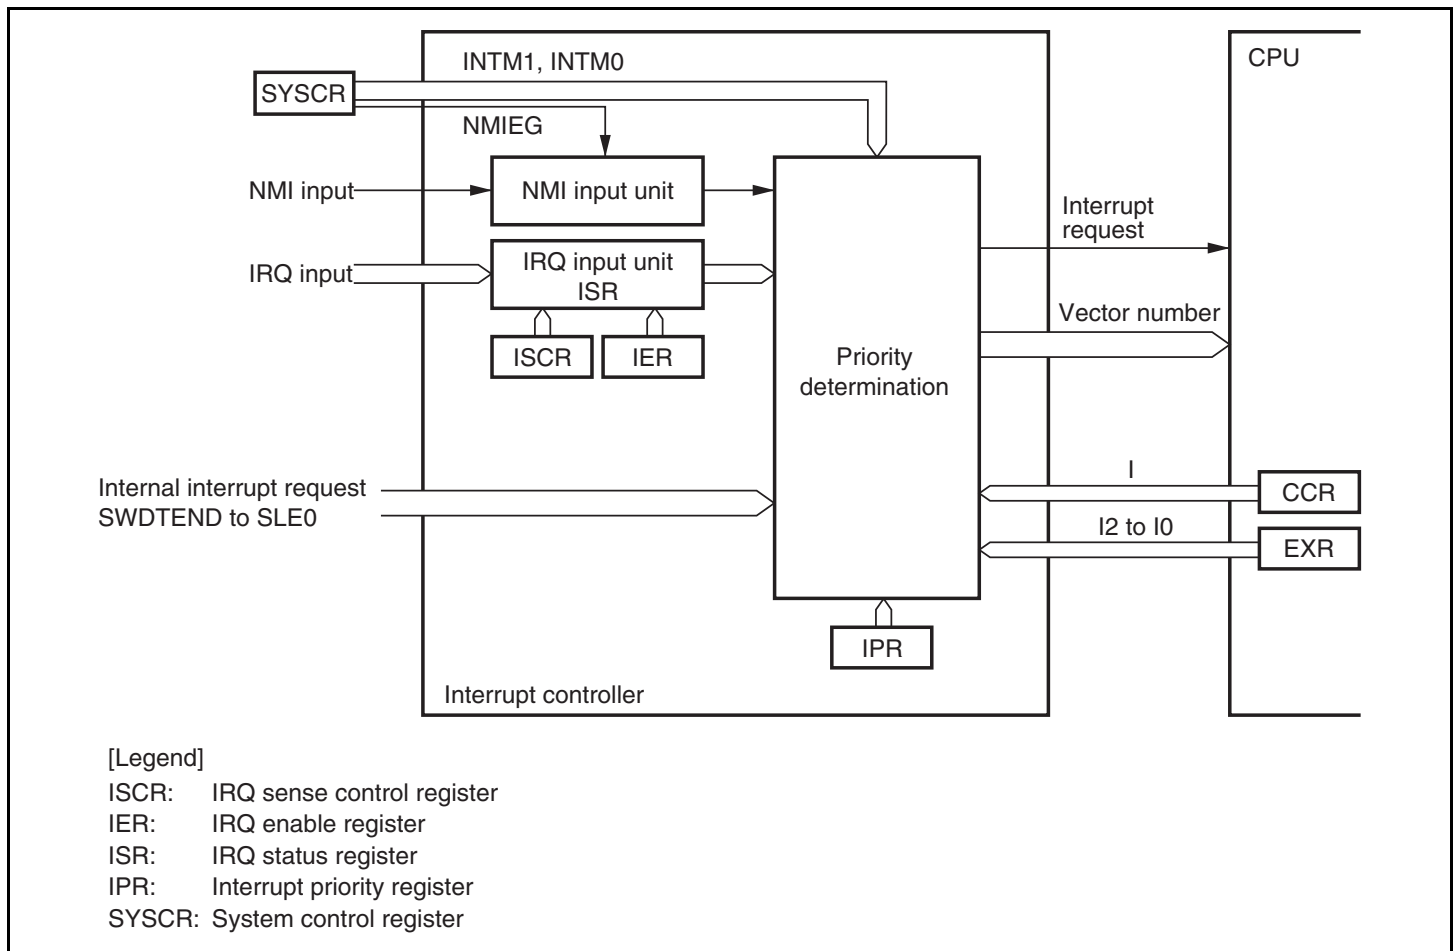 INTM1, INTM0
CPU
SYSCR
NMIEG
NMI input
NMI input unit
Interrupt
request
IRQ input
IRQ input unit
ISR
Vector number
ISCR
IER
Priority
determination
Internal interrupt request
SWDTEND to SLE0
I
CCR
I2 to I0
EXR
IPR
Interrupt controller
[Legend]
ISCR: IRQ sense control register
IER: IRQ enable register
ISR: IRQ status register
IPR: Interrupt priority register
SYSCR: System control register